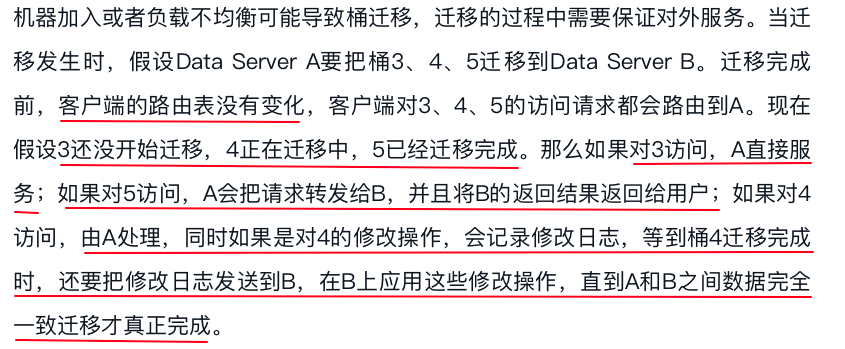 机器加入或者负载不均衡可能导致桶迁移，迁移的过程中需要保证对外服务。当迁
移发生时，假设Data Server A要把桶3、4、5迁移到Data Server B。迁移完成
前，客户端的路由表没有变化，客户端对3、4、5的访问请求都会路由到A。现在
假设3还没开始迁移，4正在迁移中，5已经迁移完成。那么如果对3访问，A直接服
务；如果对5访问，A会把请求转发给B，并且将B的返回结果返回给用户；如果对4
访问，由A处理，同时如果是对4的修改操作，会记录修改日志，等到桶4迁移完成
时，还要把修改日志发送到B，在B上应用这些修改操作，直到A和B之间数据完全
一致迁移才真正完成。